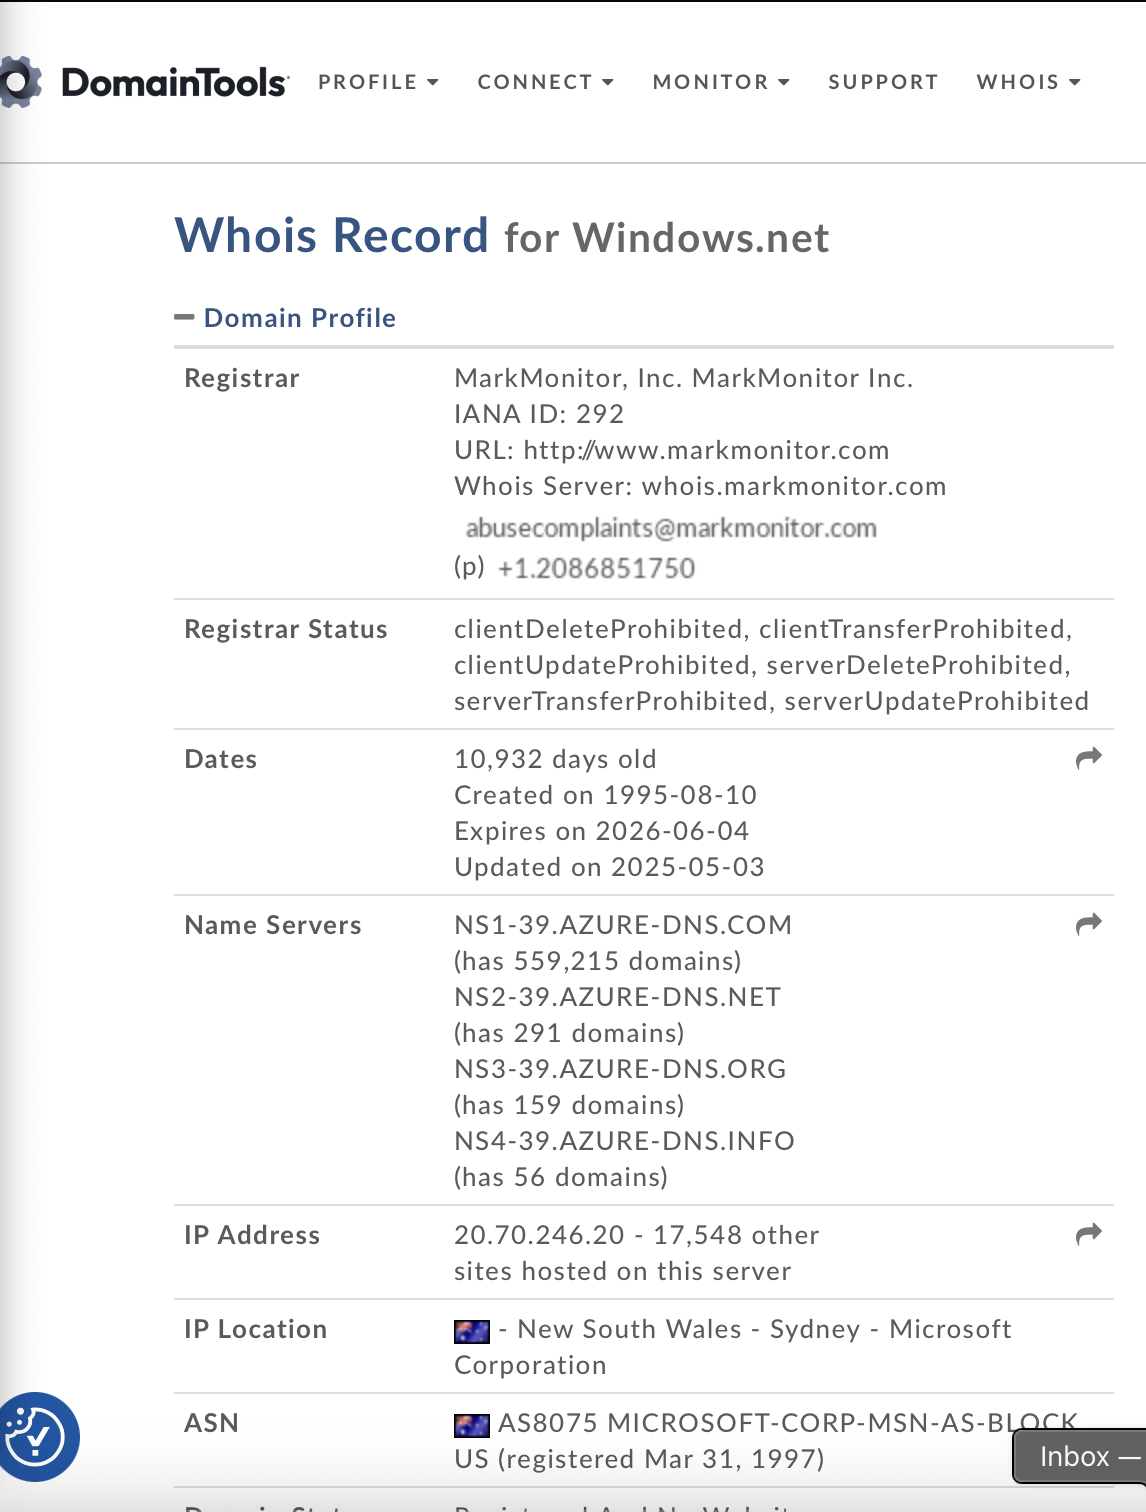 DomainTools PROFILE CONNECT MONITOR SUPPORT WHOIS
Whois Record for Windows.net
Domain Profile
Registrar MarkMonitor, Inc. MarkMonitor Inc.
IANA ID: 292
URL: http://www.markmonitor.com
Whois Server: whois.markmonitor.com
abusecomplaints@markmonitor.com
(p) +1.2086851750
Registrar Status clientDeleteProhibited, clientTransferProhibited,
clientUpdateProhibited, serverDeleteProhibited,
serverTransferProhibited, serverUpdateProhibited
Dates 10,932 days old
Created on 1995-08-10
Expires on 2026-06-04
Updated on 2025-05-03
Name Servers NS1-39.AZURE-DNS.COM
(has 559,215 domains)
NS2-39.AZURE-DNS.NET
(has 291 domains)
NS3-39.AZURE-DNS.ORG
(has 159 domains)
NS4-39.AZURE-DNS.INFO
(has 56 domains)
IP Address 20.70.246.20 - 17,548 other
sites hosted on this server
IP Location - New South Wales - Sydney - Microsoft
Corporation
ASN AS8075 MICROSOFT-CORP-MSN-AS-BLOCK
US (registered Mar 31, 1997)
Inbox —